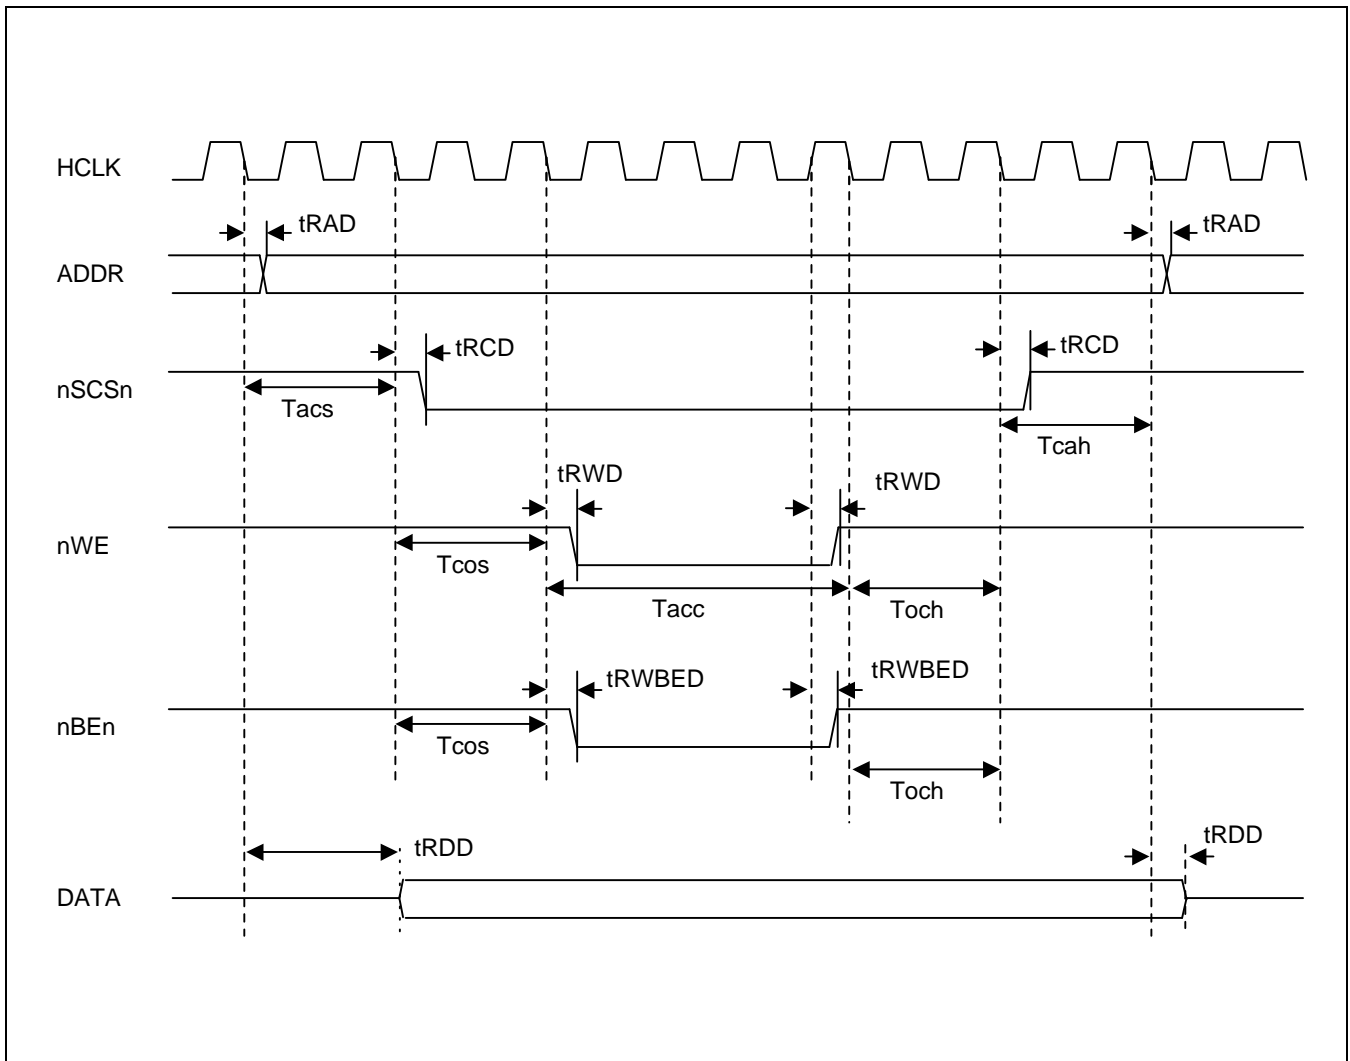 HCLK
tRAD
tRAD
ADDR
tRCD
tRCD
nSCSn
Tacs
Tcah
tRWD
tRWD
nWE
Tcos
Tacc
Toch
tRWBED
tRWBED
nBEn
Tcos
Toch
tRDD
tRDD
DATA